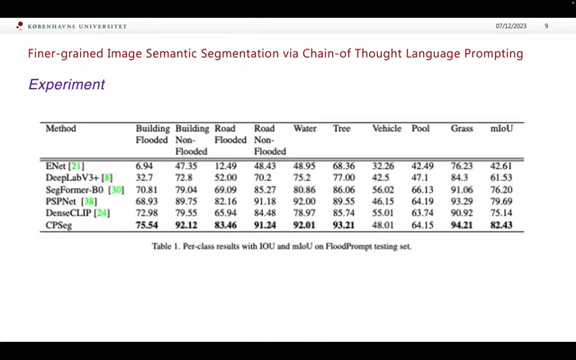 KØBENHAVNS UNIVERSITET
07/12/2023 9
Finer-grained Image Semantic Segmentation via Chain-of Thought Language Prompting
Experiment
Method Building Flooded Building Non-Flooded Road Flooded Road Non-Flooded Water Tree Vehicle Pool Grass mIoU
ENet [21] 6.94 47.35 12.49 48.43 48.95 68.36 32.26 42.49 76.23 42.61
DeepLabV3+ [8] 32.7 72.8 52.00 70.2 75.2 77.00 42.5 47.1 84.3 61.53
SegFormer-B0 [30] 70.81 79.04 69.09 85.27 80.86 86.06 56.02 66.13 91.06 76.20
PSPNet [38] 68.93 89.75 82.16 91.18 92.00 89.55 46.15 64.19 93.29 79.69
DenseCLIP [24] 72.98 79.55 65.94 84.48 78.97 85.74 55.01 63.74 90.92 75.14
CPSeg 75.54 92.12 83.46 91.24 92.01 93.21 48.01 64.15 94.21 82.43
Table 1. Per-class results with IOU and mIoU on FloodPrompt testing set.